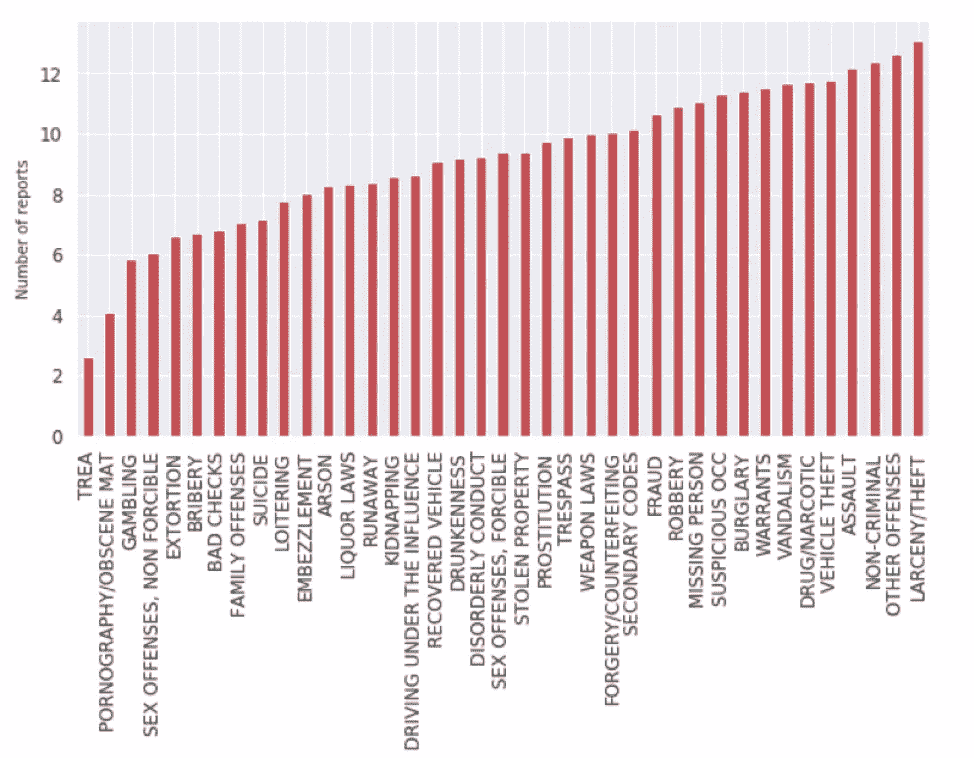 12
10
8
6
4
2
0
Number of reports
TREA
PORNOGRAPHY/OBSCENE MAT
GAMBLING
SEX OFFENSES, NON FORCIBLE
EXTORTION
BRIBERY
BAD CHECKS
FAMILY OFFENSES
SUICIDE
LOITERING
EMBEZZLEMENT
ARSON
LIQUOR LAWS
RUNAWAY
KIDNAPPING
DRIVING UNDER THE INFLUENCE
RECOVERED VEHICLE
DRUNKENNESS
DISORDERLY CONDUCT
SEX OFFENSES, FORCIBLE
STOLEN PROPERTY
PROSTITUTION
TRESPASS
WEAPON LAWS
FORGERY/COUNTERFEITING
SECONDARY CODES
FRAUD
ROBBERY
MISSING PERSON
SUSPICIOUS OCC
BURGLARY
WARRANTS
VANDALISM
DRUG/NARCOTIC
VEHICLE THEFT
ASSAULT
NON-CRIMINAL
OTHER OFFENSES
LARCENY/THEFT